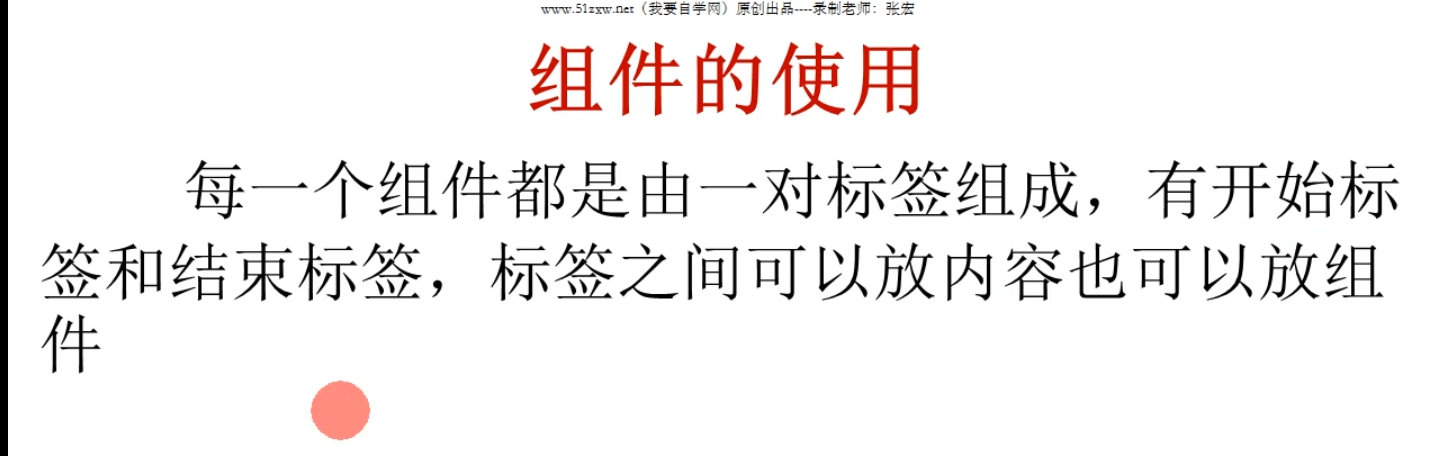 www.51zxw.net（我要自学网）原创出品----录制老师：张宏
组件的使用
每一个组件都是由一对标签组成，有开始标
签和结束标签，标签之间可以放内容也可以放组
件